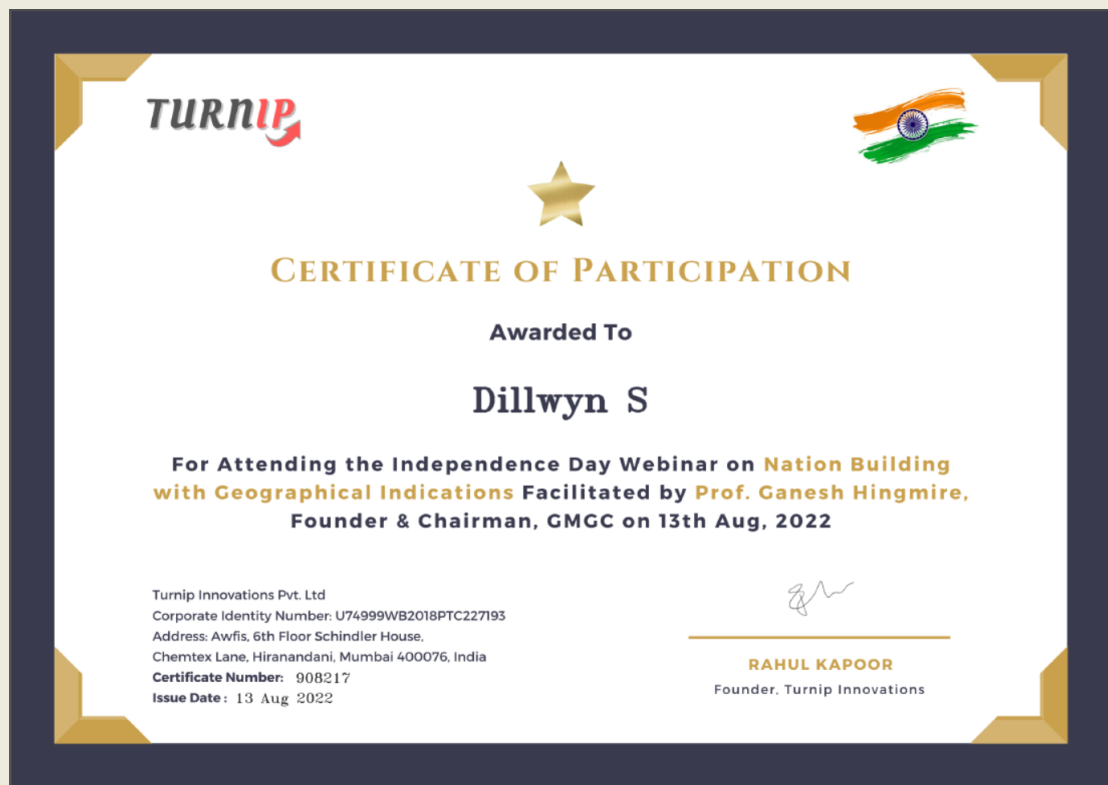 TURNIP
CERTIFICATE OF PARTICIPATION
Awarded To
Dillwyn S
For Attending the Independence Day Webinar on Nation Building
with Geographical Indications Facilitated by Prof. Ganesh Hingmire,
Founder & Chairman, GMGC on 13th Aug, 2022
Turnip Innovations Pvt. Ltd
Corporate Identity Number: U74999WB2018PTC227193
Address: Awfis, 6th Floor Schindler House,
Chemtex Lane, Hiranandani, Mumbai 400076, India
Certificate Number: 908217
Issue Date : 13 Aug 2022
RAHUL KAPOOR
Founder, Turnip Innovations